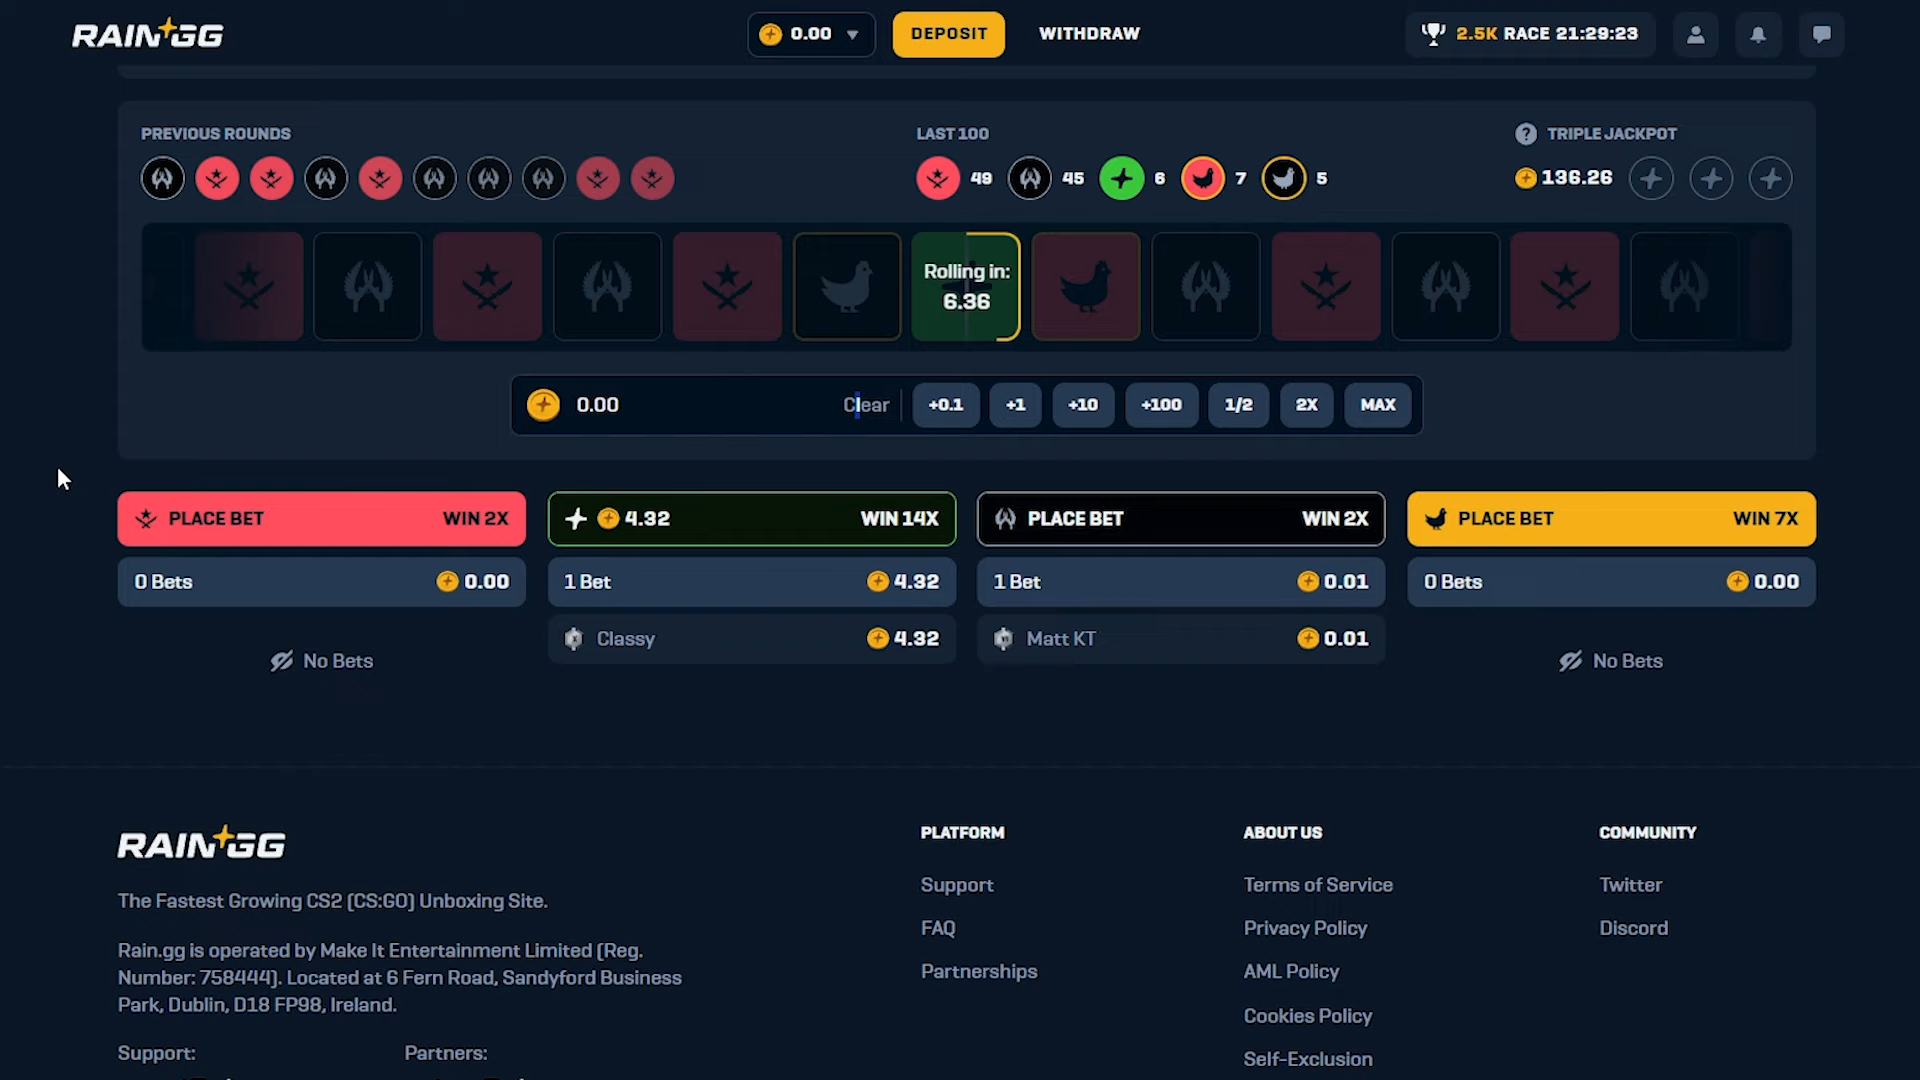 RAIN GG
0.00
DEPOSIT
WITHDRAW
2.5K RACE 21:29:23
PREVIOUS ROUNDS
LAST 100
TRIPLE JACKPOT
49
45
6
7
5
136.26
Rolling in:
6.36
0.00
Clear
+0.1
+1
+10
+100
1/2
2X
MAX
PLACE BET WIN 2X
4.32 WIN 14X
PLACE BET WIN 2X
PLACE BET WIN 7X
0 Bets 0.00
1 Bet 4.32
1 Bet 0.01
0 Bets 0.00
No Bets
Classy 4.32
Matt KT 0.01
No Bets
RAIN GG
The Fastest Growing CS2 (CS:GO) Unboxing Site.
Rain.gg is operated by Make It Entertainment Limited (Reg.
Number: 758444). Located at 6 Fern Road, Sandyford Business
Park, Dublin, D18 FP98, Ireland.
Support:
Partners:
PLATFORM
Support
FAQ
Partnerships
ABOUT US
Terms of Service
Privacy Policy
AML Policy
Cookies Policy
Self-Exclusion
COMMUNITY
Twitter
Discord